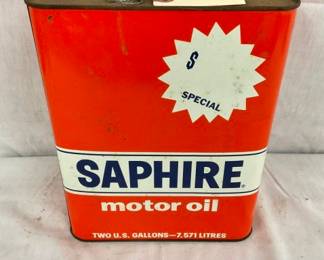 $
SPECIAL
SAPHIRE®
motor oil
TWO U.S. GALLONS—7.571 LITRES